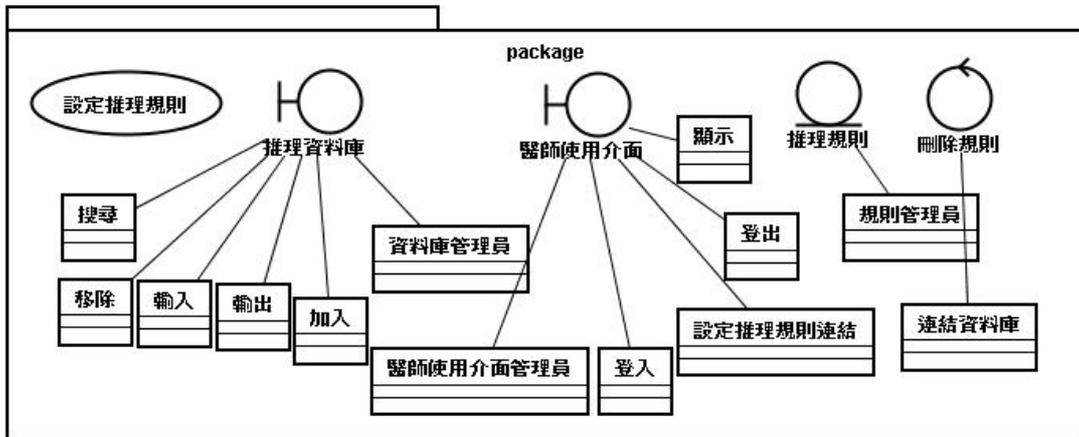 package
設定推理規則
推理資料庫
醫師使用介面
顯示
推理規則
刪除規則
搜尋
資料庫管理員
登出
規則管理員
移除
輸入
輸出
加入
設定推理規則連結
連結資料庫
醫師使用介面管理員
登入